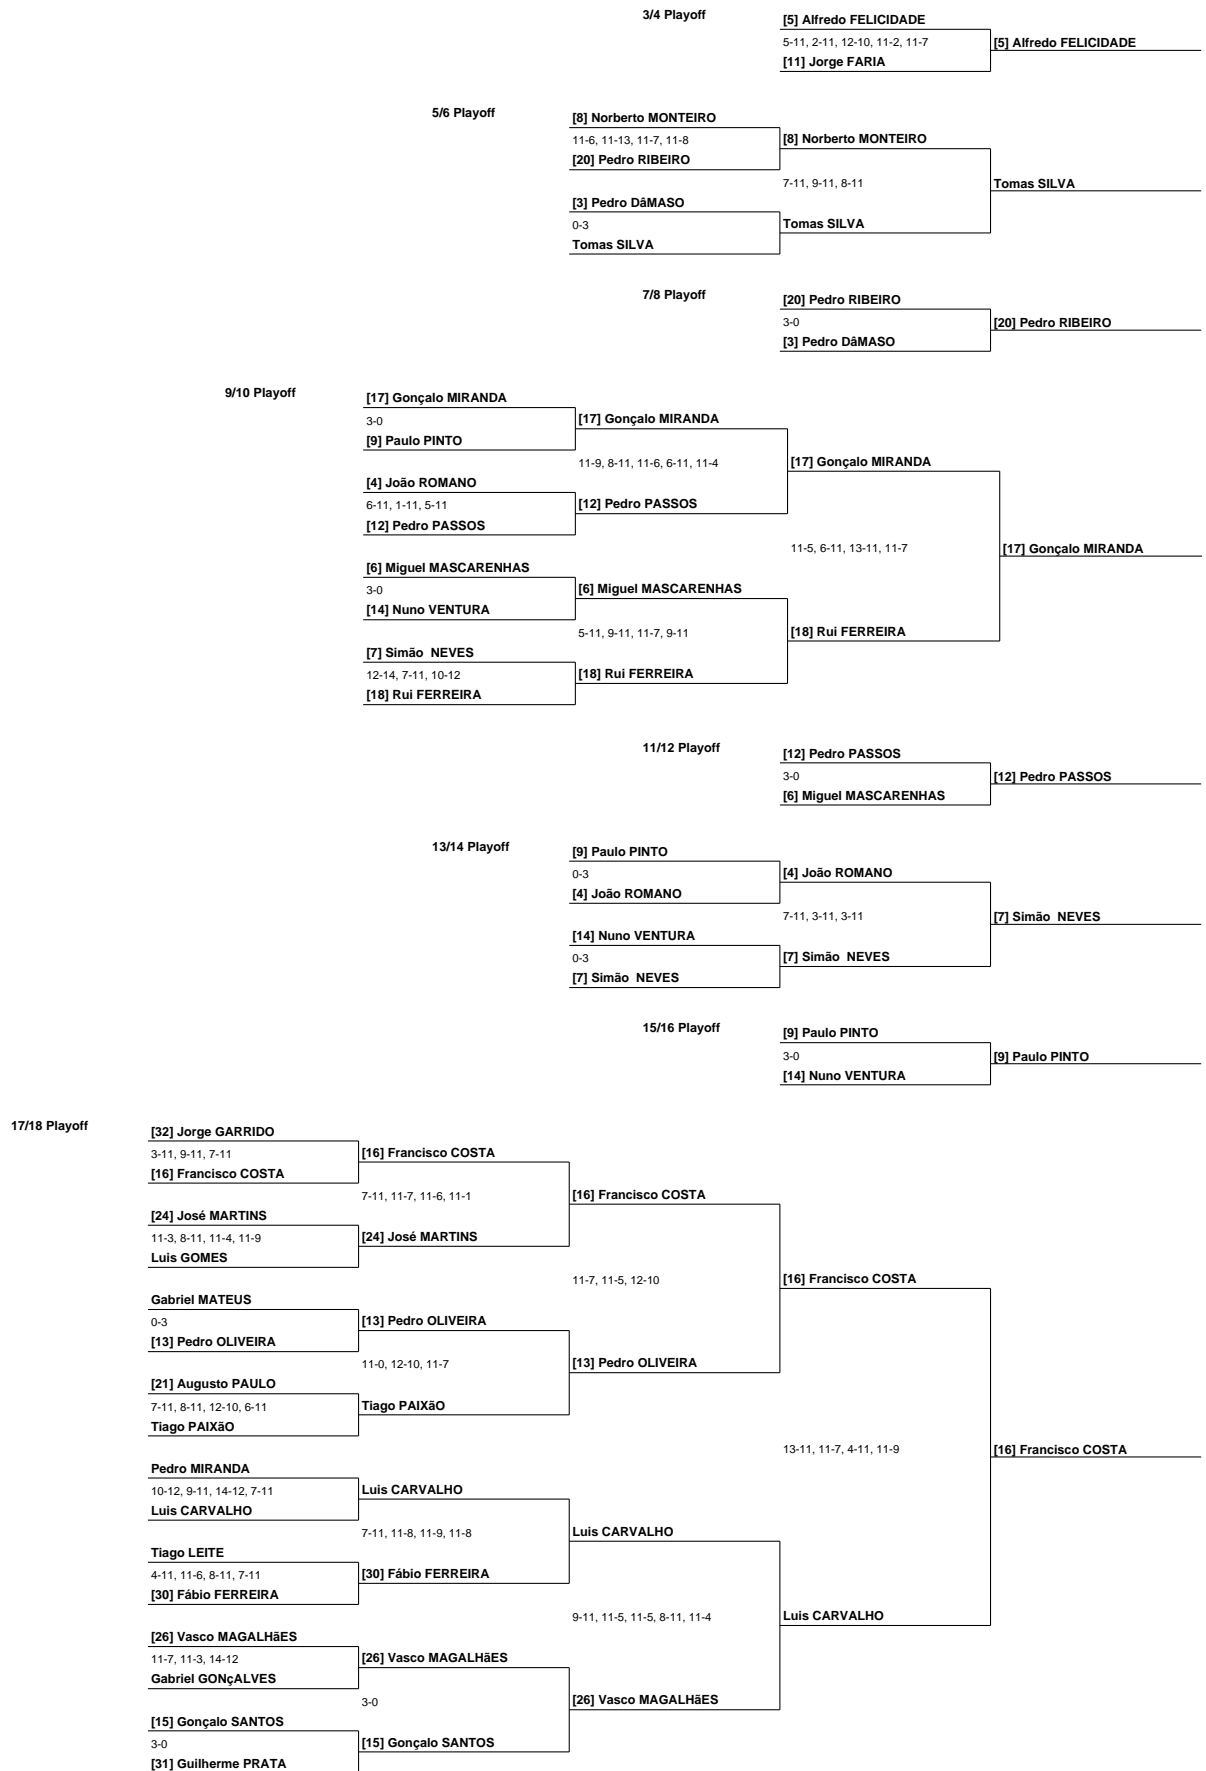 3/4 Playoff
[5] Alfredo FELICIDADE
5-11, 2-11, 12-10, 11-2, 11-7
[5] Alfredo FELICIDADE
[11] Jorge FARIA
5/6 Playoff
[8] Norberto MONTEIRO
11-6, 11-13, 11-7, 11-8
[8] Norberto MONTEIRO
[20] Pedro RIBEIRO
7-11, 9-11, 8-11
Tomas SILVA
[3] Pedro DâMASO
0-3
Tomas SILVA
Tomas SILVA
7/8 Playoff
[20] Pedro RIBEIRO
3-0
[20] Pedro RIBEIRO
[3] Pedro DâMASO
9/10 Playoff
[17] Gonçalo MIRANDA
3-0
[17] Gonçalo MIRANDA
[9] Paulo PINTO
11-9, 8-11, 11-6, 6-11, 11-4
[17] Gonçalo MIRANDA
[4] João ROMANO
6-11, 1-11, 5-11
[12] Pedro PASSOS
[12] Pedro PASSOS
11-5, 6-11, 13-11, 11-7
[17] Gonçalo MIRANDA
[6] Miguel MASCARENHAS
3-0
[6] Miguel MASCARENHAS
[14] Nuno VENTURA
5-11, 9-11, 11-7, 9-11
[18] Rui FERREIRA
[7] Simão  NEVES
12-14, 7-11, 10-12
[18] Rui FERREIRA
[18] Rui FERREIRA
11/12 Playoff
[12] Pedro PASSOS
3-0
[12] Pedro PASSOS
[6] Miguel MASCARENHAS
13/14 Playoff
[9] Paulo PINTO
0-3
[4] João ROMANO
[4] João ROMANO
7-11, 3-11, 3-11
[7] Simão  NEVES
[14] Nuno VENTURA
0-3
[7] Simão  NEVES
[7] Simão  NEVES
15/16 Playoff
[9] Paulo PINTO
3-0
[9] Paulo PINTO
[14] Nuno VENTURA
17/18 Playoff
[32] Jorge GARRIDO
3-11, 9-11, 7-11
[16] Francisco COSTA
[16] Francisco COSTA
7-11, 11-7, 11-6, 11-1
[16] Francisco COSTA
[24] José MARTINS
11-3, 8-11, 11-4, 11-9
[24] José MARTINS
Luis GOMES
11-7, 11-5, 12-10
[16] Francisco COSTA
Gabriel MATEUS
0-3
[13] Pedro OLIVEIRA
[13] Pedro OLIVEIRA
11-0, 12-10, 11-7
[13] Pedro OLIVEIRA
[21] Augusto PAULO
7-11, 8-11, 12-10, 6-11
Tiago PAIXãO
Tiago PAIXãO
13-11, 11-7, 4-11, 11-9
[16] Francisco COSTA
Pedro MIRANDA
10-12, 9-11, 14-12, 7-11
Luis CARVALHO
Luis CARVALHO
7-11, 11-8, 11-9, 11-8
Luis CARVALHO
Tiago LEITE
4-11, 11-6, 8-11, 7-11
[30] Fábio FERREIRA
[30] Fábio FERREIRA
9-11, 11-5, 11-5, 8-11, 11-4
Luis CARVALHO
[26] Vasco MAGALHãES
11-7, 11-3, 14-12
[26] Vasco MAGALHãES
Gabriel GONçALVES
3-0
[26] Vasco MAGALHãES
[15] Gonçalo SANTOS
3-0
[15] Gonçalo SANTOS
[31] Guilherme PRATA